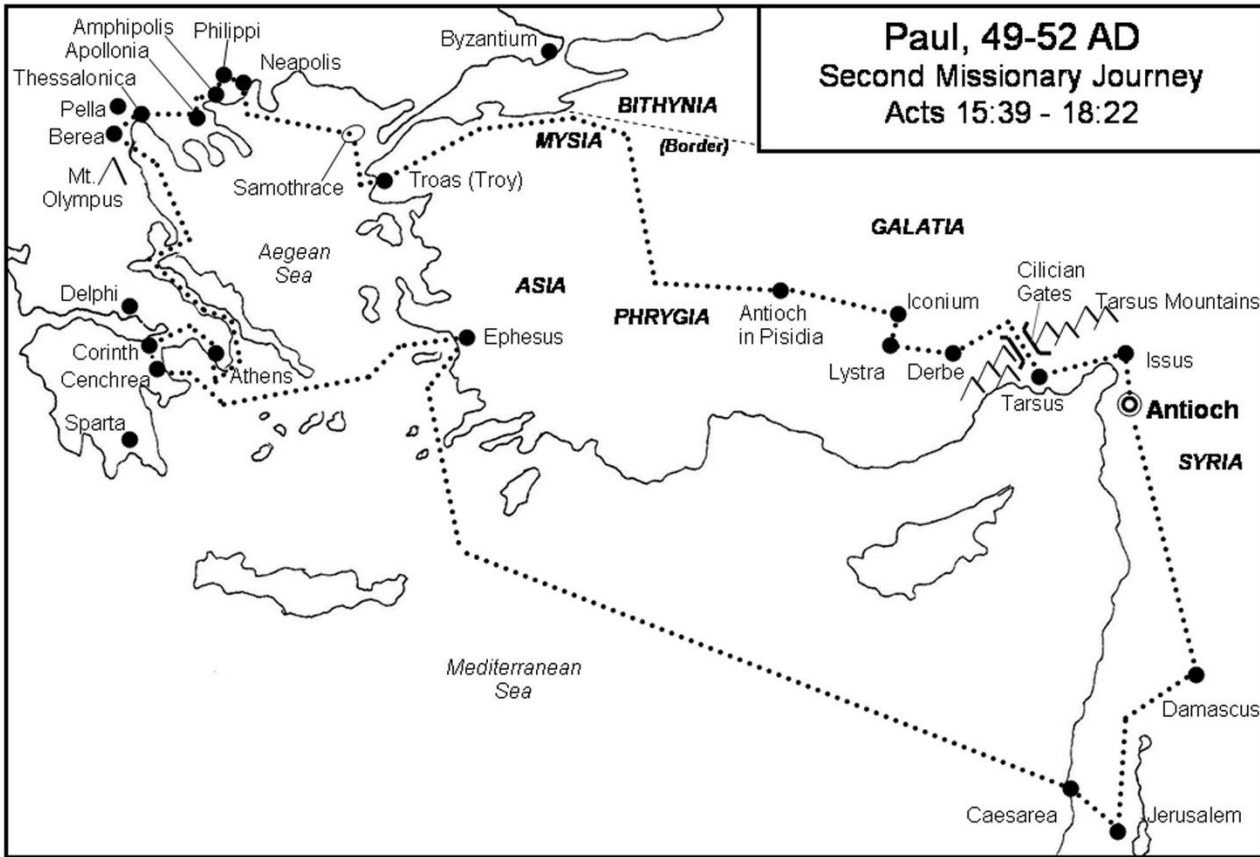 Paul, 49-52 AD
Second Missionary Journey
Acts 15:39 - 18:22
Amphipolis
Philippi
Apollonia
Neapolis
Thessalonica
Byzantium
Pella
Berea
BITHYNIA
MYSIA
(Border)
Mt.
Olympus
Samothrace
Troas (Troy)
Aegean
Sea
GALATIA
ASIA
Cilician
Gates
Delphi
PHRYGIA
Antioch
in Pisidia
Iconium
Tarsus Mountains
Ephesus
Corinth
Cenchrea
Athens
Lystra
Derbe
Issus
Tarsus
Antioch
Sparta
SYRIA
Mediterranean
Sea
Damascus
Caesarea
Jerusalem